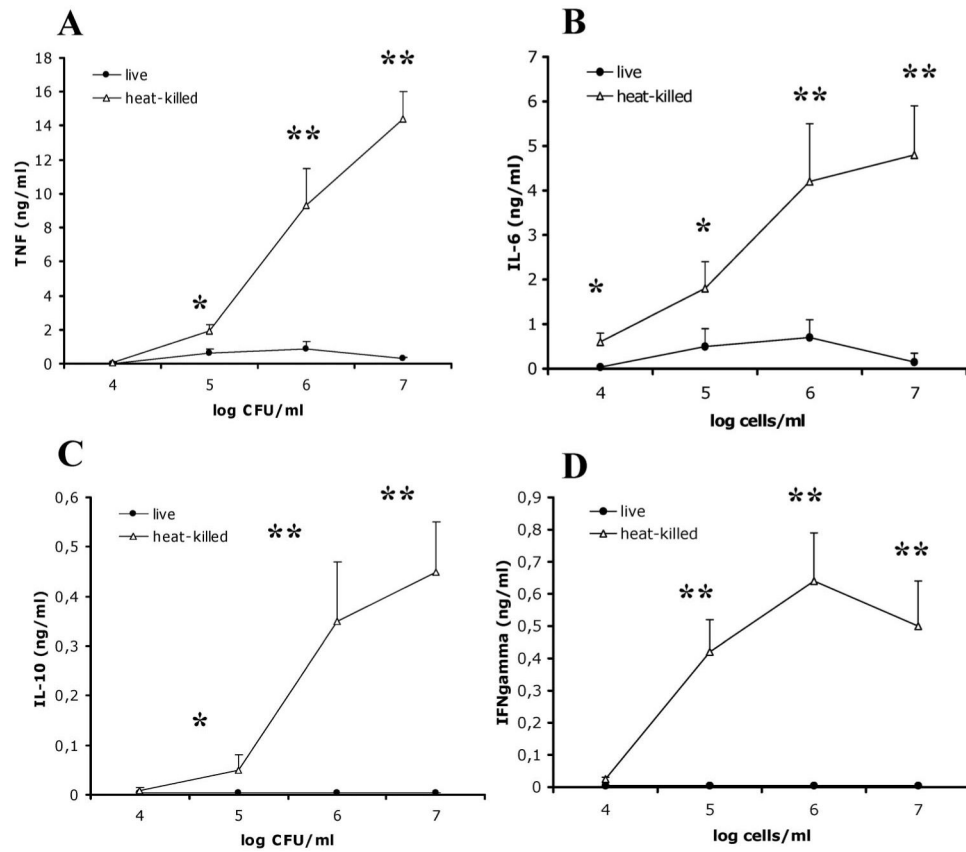 A
TNF (ng/ml)
18
16
14
12
10
8
6
4
2
0
live
heat-killed
*
**
**
4 5 6 7
log CFU/ml
B
IL-6 (ng/ml)
7
6
5
4
3
2
1
0
live
heat-killed
*
*
**
**
4 5 6 7
log cells/ml
C
IL-10 (ng/ml)
0,6
0,5
0,4
0,3
0,2
0,1
0
live
heat-killed
*
**
**
4 5 6 7
log CFU/ml
D
IFNgamma (ng/ml)
0,9
0,8
0,7
0,6
0,5
0,4
0,3
0,2
0,1
0
live
heat-killed
**
**
**
4 5 6 7
log cells/ml